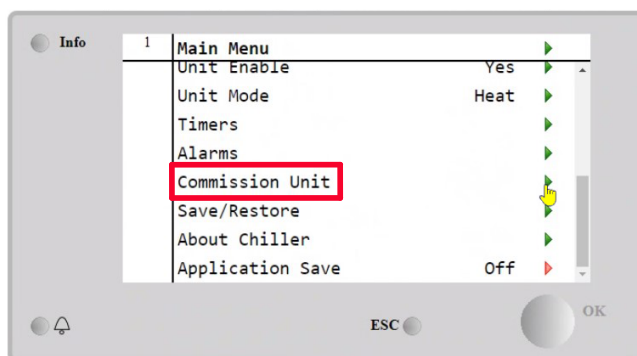 Info
1 Main Menu
Unit Enable Yes
Unit Mode Heat
Timers
Alarms
Commission Unit
Save/Restore
About Chiller
Application Save Off
ESC
OK